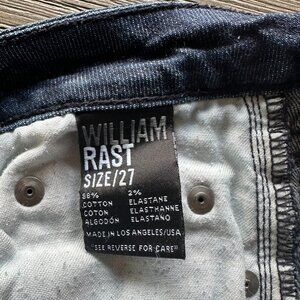 WILLIAM
RAST
SIZE/27
98% 2%
COTTON ELASTANE
COTON ELASTHANNE
ALGODÓN ELASTANO
MADE IN LOS ANGELES/USA
"SEE REVERSE FOR CARE"